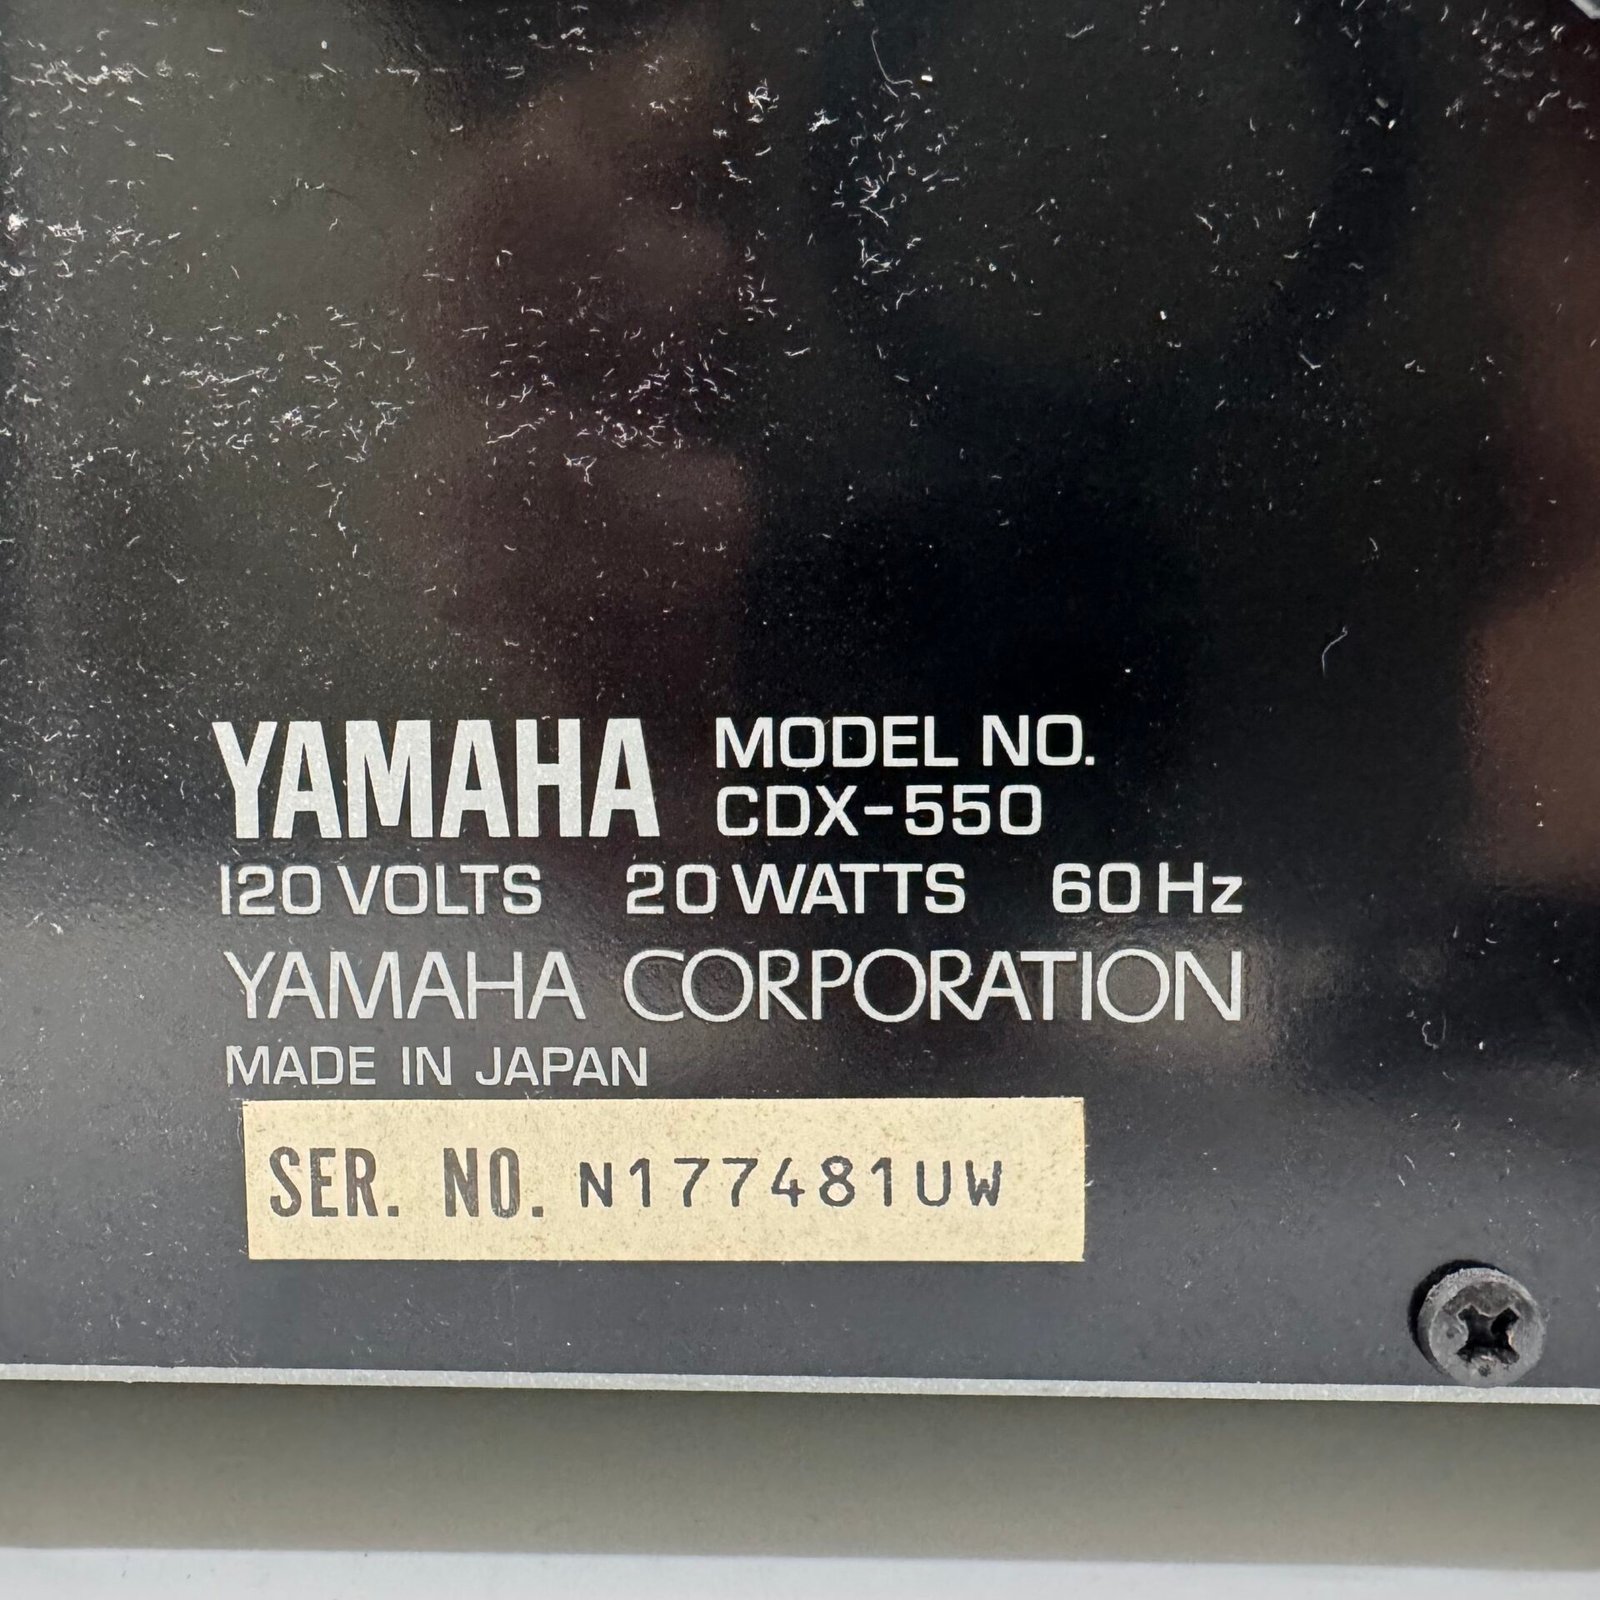 YAMAHA MODEL NO.
CDX-550
120 VOLTS 20 WATTS 60 Hz
YAMAHA CORPORATION
MADE IN JAPAN
SER. NO. N177481UW